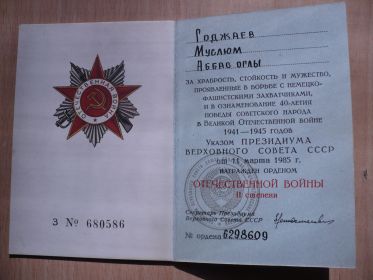 ОТЕЧЕСТВЕННАЯ ВОЙНА
З № 680586
Годжаев
Муслюм
Аббас оглы
ЗА ХРАБРОСТЬ, СТОЙКОСТЬ И МУЖЕСТВО,
ПРОЯВЛЕННЫЕ В БОРЬБЕ С НЕМЕЦКО-
ФАШИСТСКИМИ ЗАХВАТЧИКАМИ,
И В ОЗНАМЕНОВАНИЕ 40-ЛЕТИЯ
ПОБЕДЫ СОВЕТСКОГО НАРОДА
В ВЕЛИКОЙ ОТЕЧЕСТВЕННОЙ ВОЙНЕ
1941—1945 ГОДОВ
Указом ПРЕЗИДИУМА
ВЕРХОВНОГО СОВЕТА СССР
от 11 марта 1985 г.
НАГРАЖДЕН ОРДЕНОМ
ОТЕЧЕСТВЕННОЙ ВОЙНЫ
II степени
Секретарь Президиума
Верховного Совета СССР
№ ордена 6298609